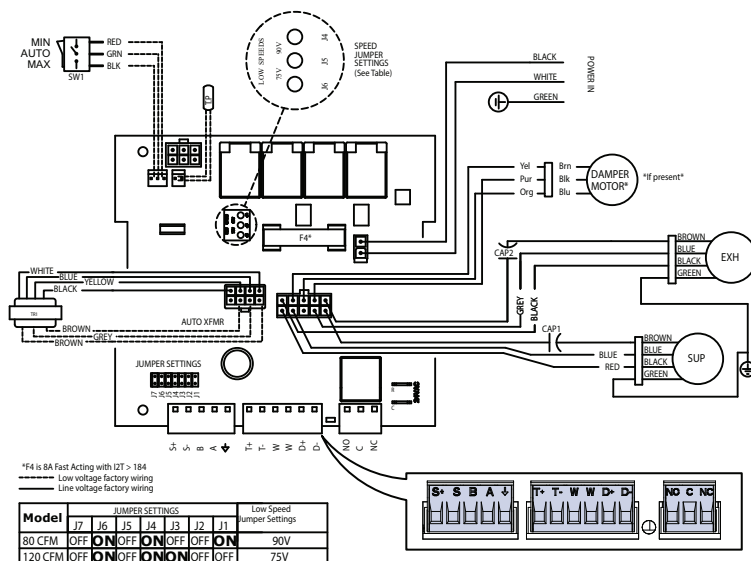 MIN
AUTO
MAX
RED
GRN
BLK
SW1
TP
LOW SPEEDS
75V 90V
J4
J5
J6
SPEED
JUMPER
SETTINGS
(See Table)
BLACK
WHITE
GREEN
POWER IN
Yel Brn
Pur Blk
Org Blu
DAMPER
MOTOR*
*If present*
F4*
CAP2
BROWN
BLUE
BLACK
GREEN
EXH
GREY
BLACK
WHITE
BLUE
YELLOW
BLACK
TR1
BROWN
GREY
BROWN
AUTO XFMR
CAP1
BLUE
RED
BROWN
BLUE
BLACK
GREEN
SUP
JUMPER SETTINGS
J7 J6 J5 J4 J3 J2 J1
S+ S- B A
T+ T- W W D+ D-
NO C NC
*F4 is 8A Fast Acting with I2T > 184
Low voltage factory wiring
Line voltage factory wiring
Model JUMPER SETTINGS Low Speed
Jumper Settings
J7 J6 J5 J4 J3 J2 J1
80 CFM OFF ON OFF ON OFF OFF ON 90V
120 CFM OFF ON OFF ON ON OFF OFF 75V
S+ S B A
T+ T- W W D+ D-
NO C NC